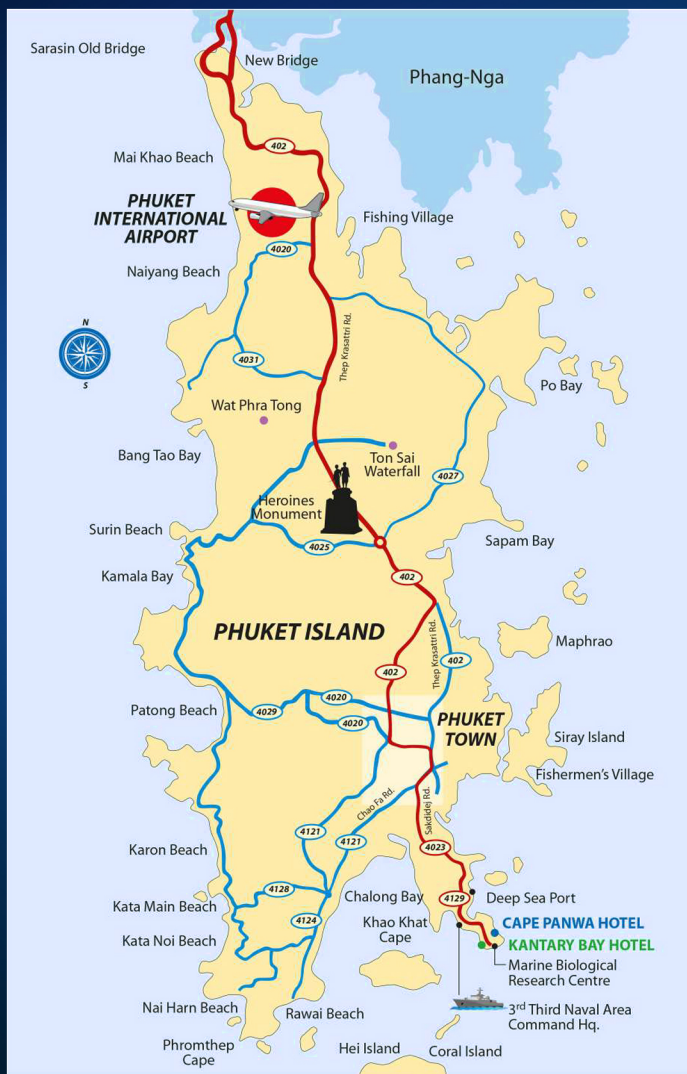 Sarasin Old Bridge
New Bridge
Phang-Nga
402
Mai Khao Beach
PHUKET
INTERNATIONAL
AIRPORT
Fishing Village
4020
Naiyang Beach
N
S
Thep Krasattri Rd.
4031
Po Bay
Wat Phra Tong
Bang Tao Bay
Ton Sai
Waterfall
4027
Heroines
Monument
Surin Beach
4025
Sapam Bay
Kamala Bay
402
PHUKET ISLAND
Thep Krasattri Rd.
Maphrao
402
402
4020
Patong Beach
4029
4020
PHUKET
TOWN
Siray Island
Fishermen's Village
Chao Fa Rd.
Sakdidej Rd.
4121
4121
4023
Karon Beach
4128
4129
Deep Sea Port
Chalong Bay
Kata Main Beach
4124
Khao Khat
Cape
CAPE PANWA HOTEL
Kata Noi Beach
KANTARY BAY HOTEL
Marine Biological
Research Centre
Nai Harn Beach
Rawai Beach
3rd Third Naval Area
Command Hq.
Phromthep
Cape
Hei Island
Coral Island